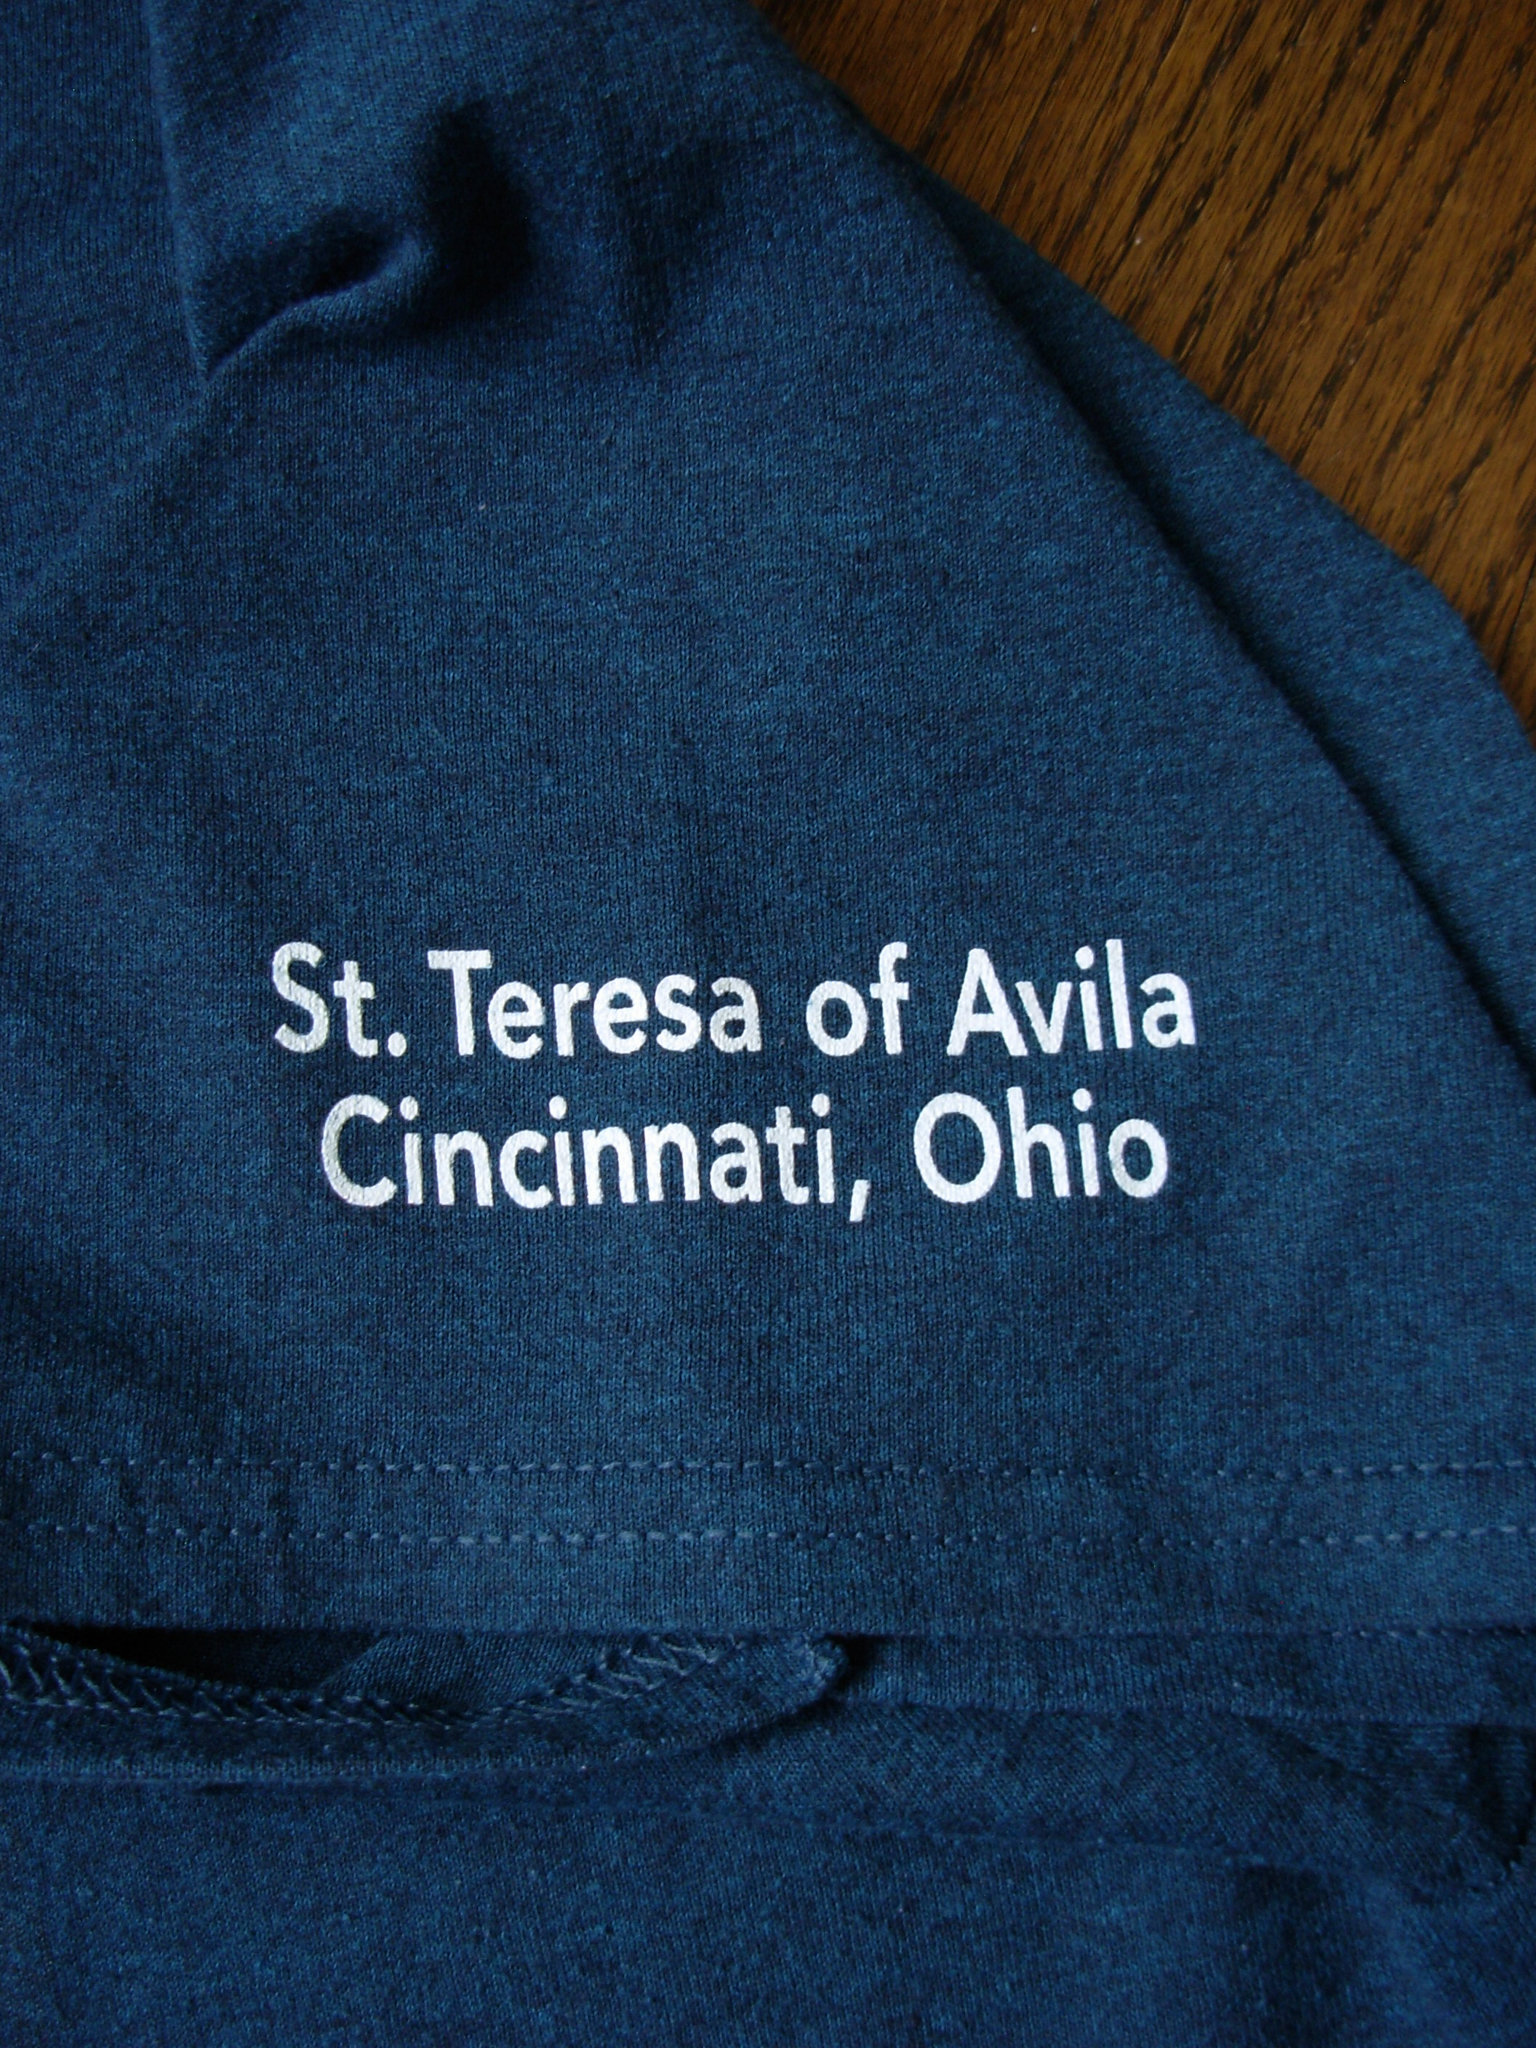 St. Teresa of Avila
Cincinnati, Ohio